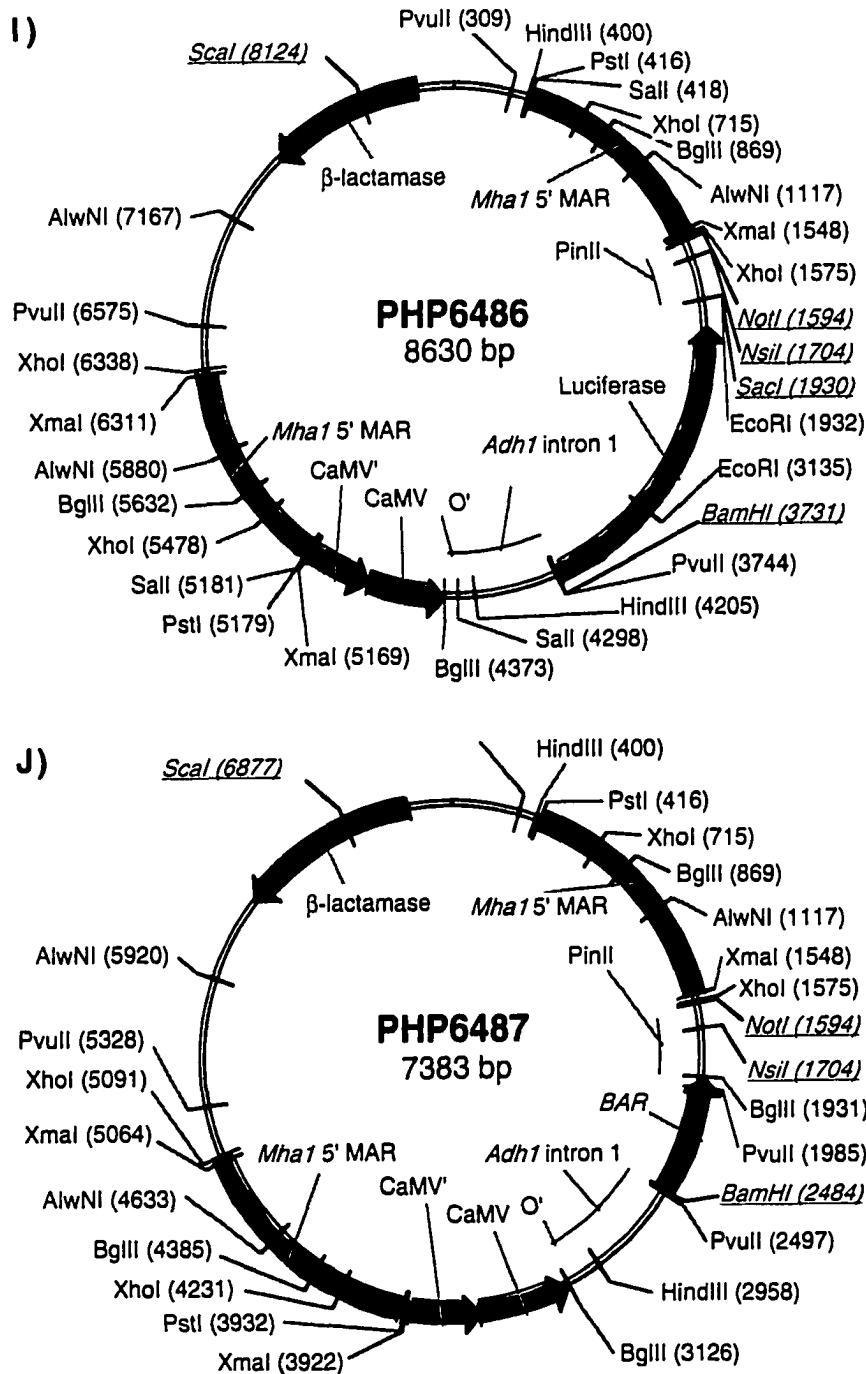 I)
ScaI (8124)
PvuII (309)
HindIII (400)
PstI (416)
SalI (418)
XhoI (715)
BglII (869)
AlwNI (1117)
XmaI (1548)
XhoI (1575)
NotI (1594)
NsiI (1704)
SacI (1930)
EcoRI (1932)
EcoRI (3135)
BamHI (3731)
PvuII (3744)
HindIII (4205)
SalI (4298)
BglII (4373)
XmaI (5169)
PstI (5179)
SalI (5181)
XhoI (5478)
BglII (5632)
AlwNI (5880)
XmaI (6311)
XhoI (6338)
PvuII (6575)
AlwNI (7167)
β-lactamase
Mha1 5' MAR
PinII
PHP6486
8630 bp
Luciferase
Adh1 intron 1
O'
CaMV
CaMV'
Mha1 5' MAR
J)
ScaI (6877)
HindIII (400)
PstI (416)
XhoI (715)
BglII (869)
AlwNI (1117)
XmaI (1548)
XhoI (1575)
NotI (1594)
NsiI (1704)
BglII (1931)
PvuII (1985)
BamHI (2484)
PvuII (2497)
HindIII (2958)
BglII (3126)
XmaI (3922)
PstI (3932)
XhoI (4231)
BglII (4385)
AlwNI (4633)
XmaI (5064)
XhoI (5091)
PvuII (5328)
AlwNI (5920)
β-lactamase
Mha1 5' MAR
PinII
PHP6487
7383 bp
BAR
Adh1 intron 1
O'
CaMV
CaMV'
Mha1 5' MAR